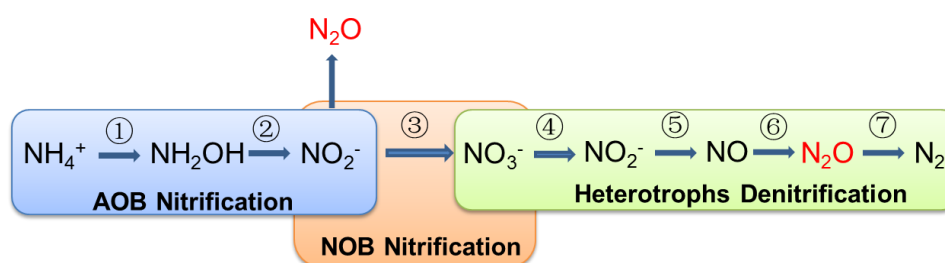 N₂O
① ② ③ ④ ⑤ ⑥ ⑦
NH₄⁺ NH₂OH NO₂⁻ NO₃⁻ NO₂⁻ NO N₂O N₂
AOB Nitrification Heterotrophs Denitrification
NOB Nitrification